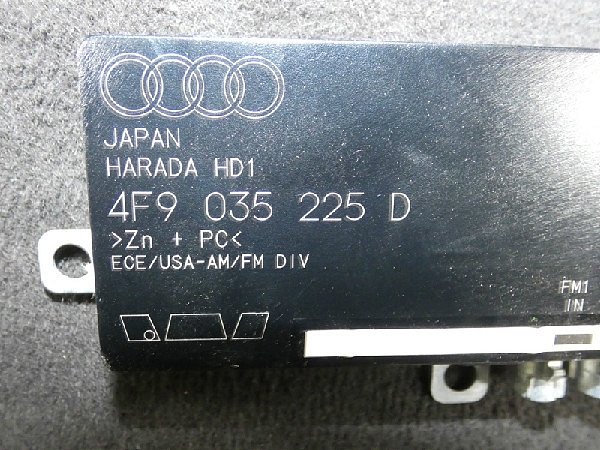 JAPAN
HARADA HD1
4F9 035 225 D
>Zn + PC<
ECE/USA-AM/FM DIV
FM1
IN